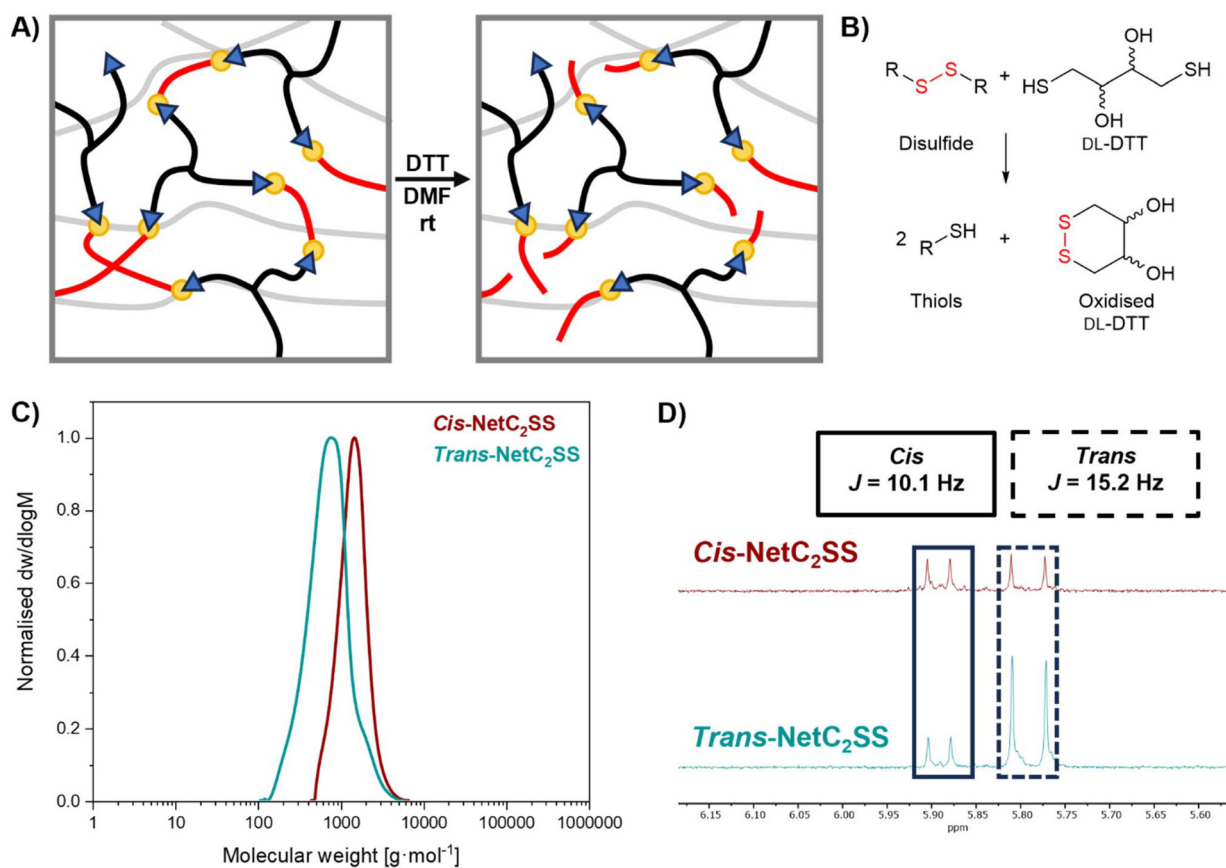 A)
DTT
DMF
rt
B)
R
S
S
R
+
HS
OH
SH
OH
Disulfide
DL-DTT
2
R
SH
+
S
S
OH
OH
Thiols
Oxidised
DL-DTT
C)
Cis-NetC₂SS
Trans-NetC₂SS
Normalised dw/dlogM
1.0
0.8
0.6
0.4
0.2
0.0
1 10 100 1000 10000 100000 1000000
Molecular weight [g·mol⁻¹]
D)
Cis
J = 10.1 Hz
Trans
J = 15.2 Hz
Cis-NetC₂SS
Trans-NetC₂SS
6.15 6.10 6.05 6.00 5.95 5.90 5.85 5.80 5.75 5.70 5.65 5.60
ppm